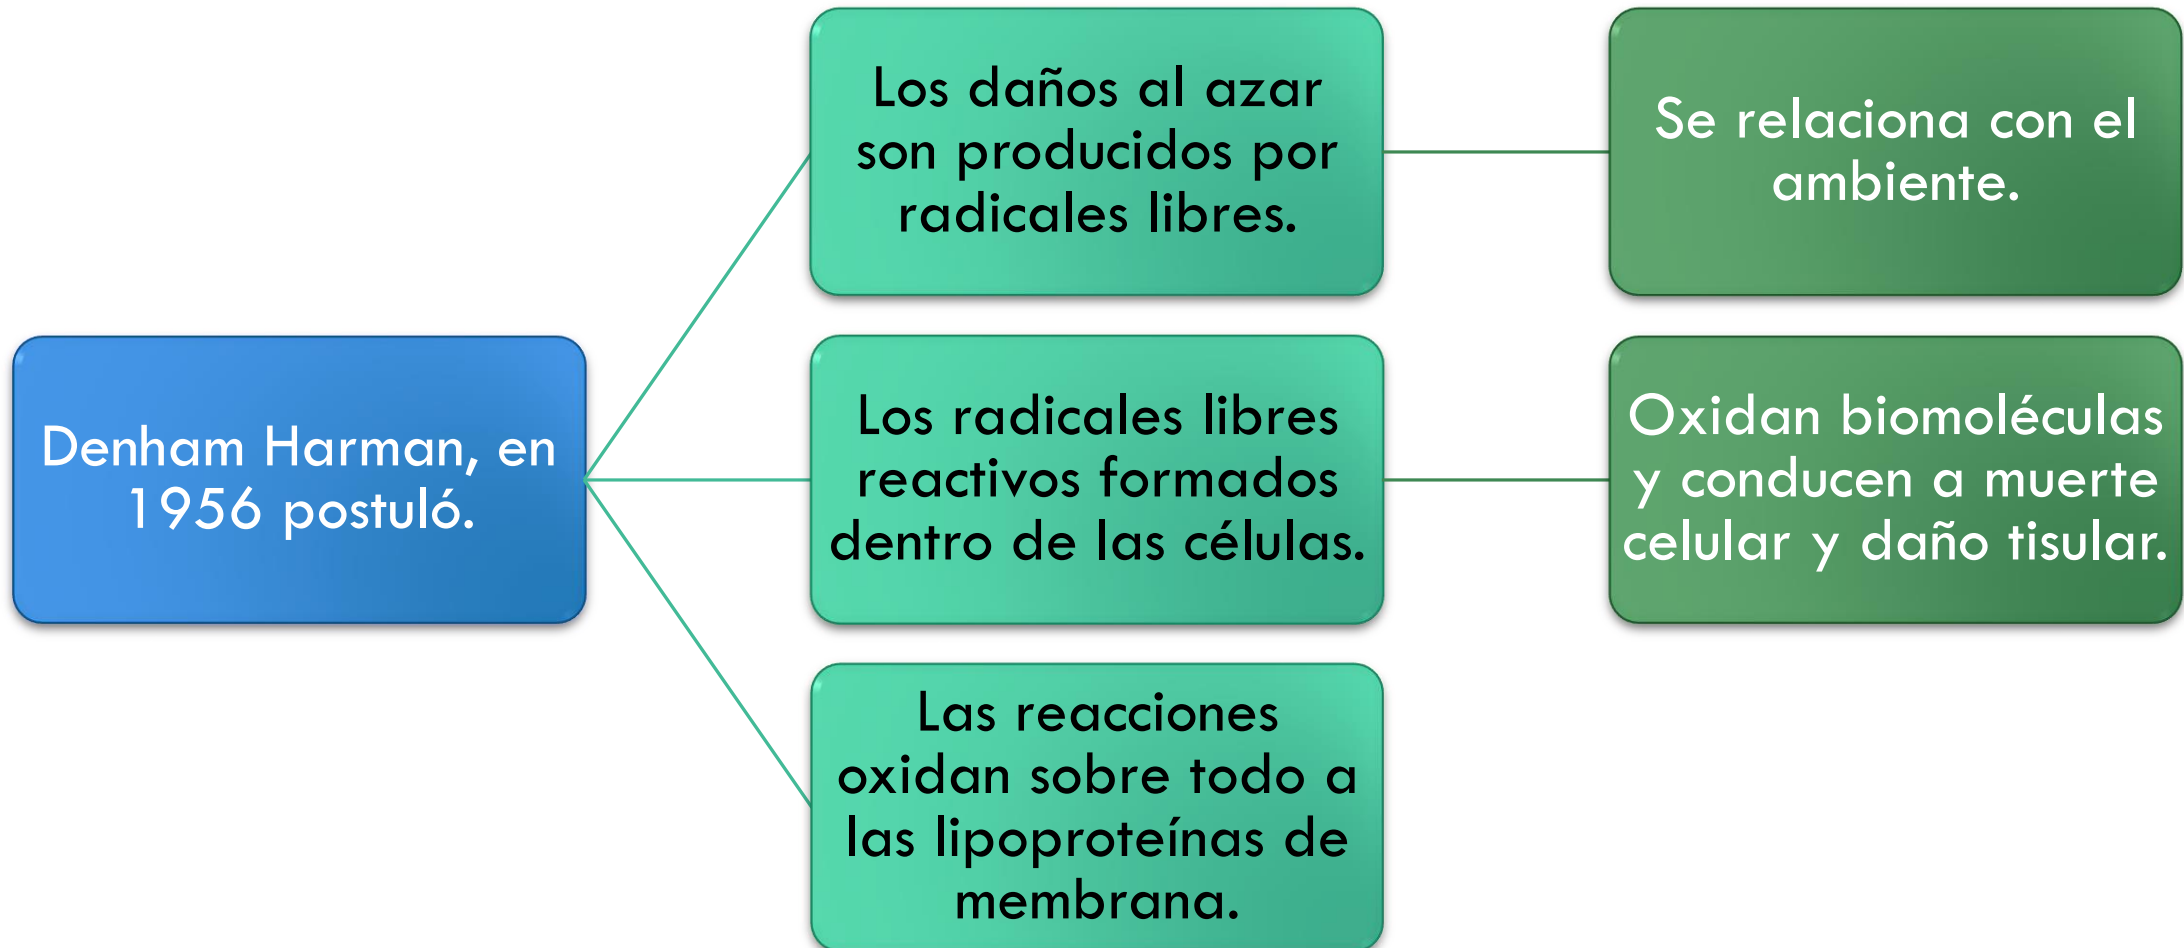 Denham Harman, en
1956 postuló.
Los daños al azar
son producidos por
radicales libres.
Se relaciona con el
ambiente.
Los radicales libres
reactivos formados
dentro de las células.
Oxidan biomoléculas
y conducen a muerte
celular y daño tisular.
Las reacciones
oxidan sobre todo a
las lipoproteínas de
membrana.